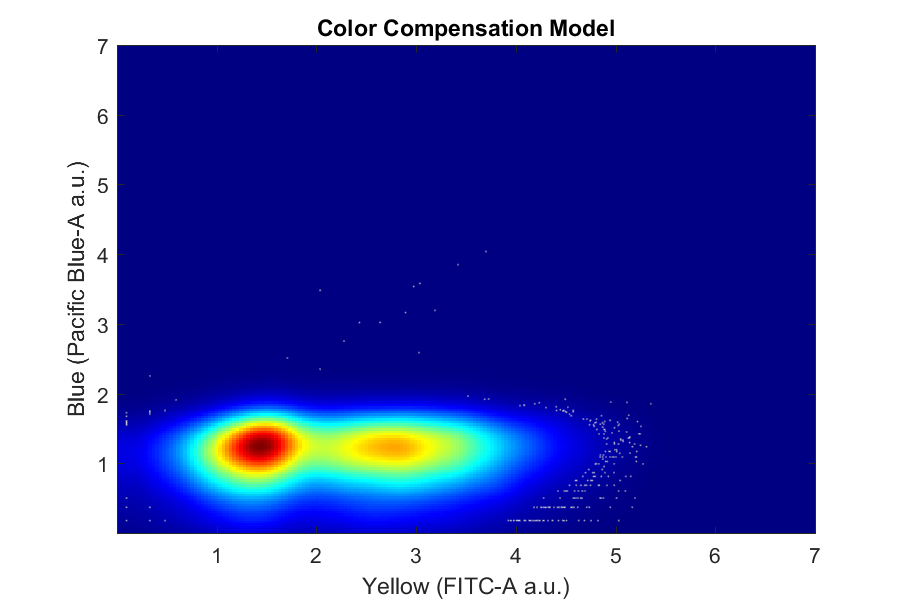 Color Compensation Model
7
6
5
4
3
2
1
Blue (Pacific Blue-A a.u.)
1 2 3 4 5 6 7
Yellow (FITC-A a.u.)